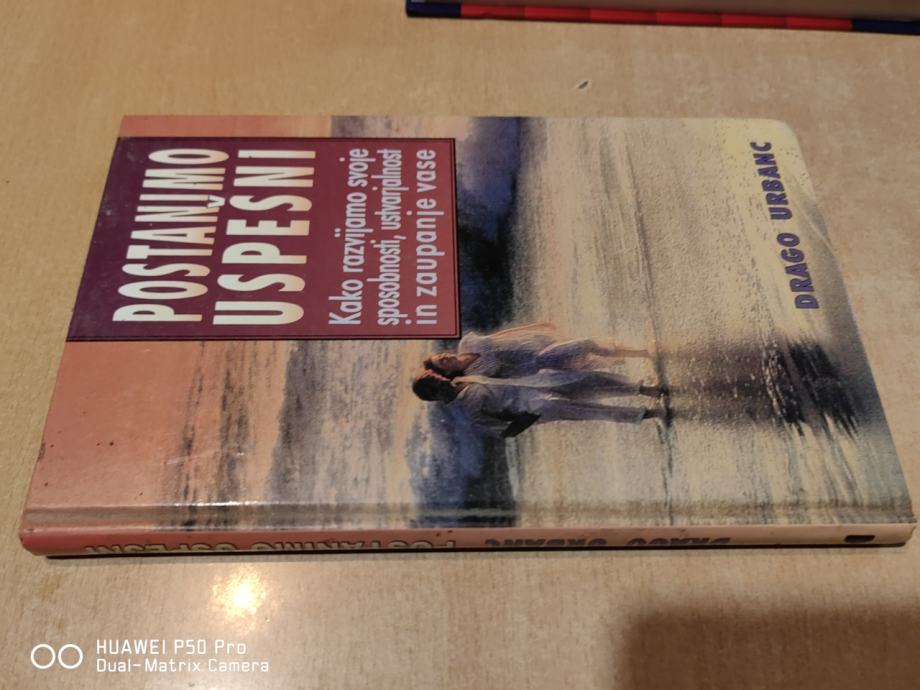 POSTANIMO
USPEŠNI
Kako razvijamo svoje
sposobnosti, ustvarjalnost
in zaupanje vase
DRAGO URBANC
POSTANIMO USPEŠNI
DRAGO URBANC
HUAWEI P50 Pro
Dual-Matrix Camera